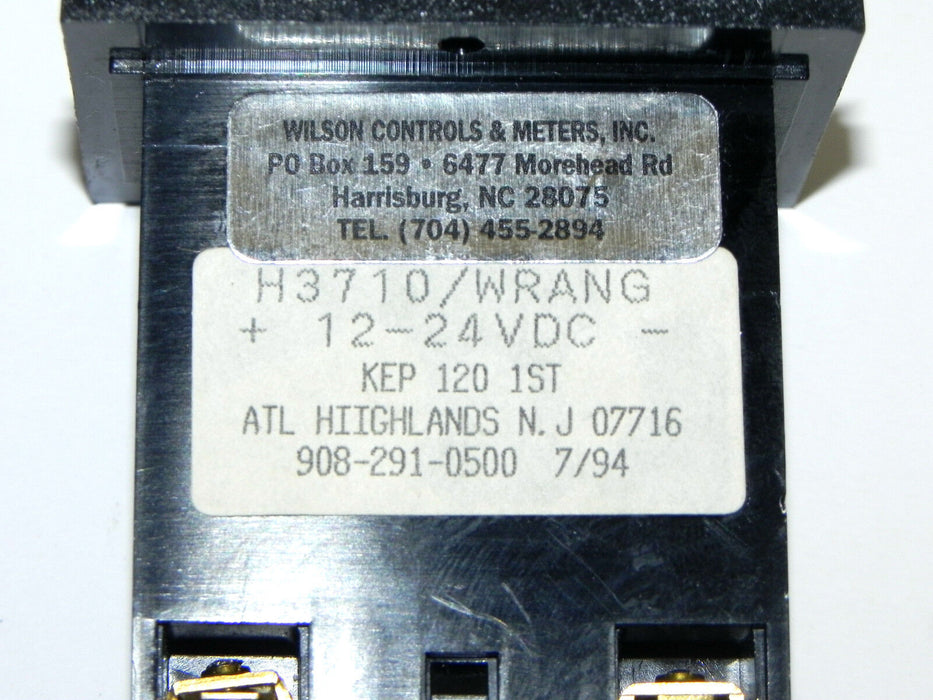 WILSON CONTROLS & METERS, INC.
PO Box 159 • 6477 Morehead Rd
Harrisburg, NC 28075
TEL. (704) 455-2894
H3710/WRANG
+ 12-24VDC -
KEP 120 1ST
ATL HIIGHLANDS N.J 07716
908-291-0500 7/94